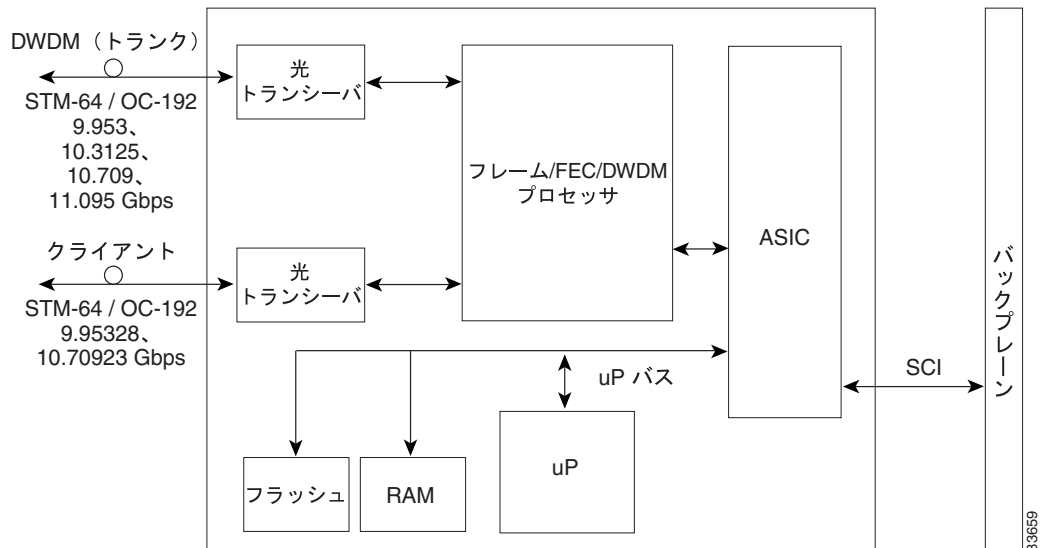 DWDM（トランク）
STM-64 / OC-192
9.953、
10.3125、
10.709、
11.095 Gbps
光
トランシーバ
フレーム/FEC/DWDM
プロセッサ
ASIC
クライアント
STM-64 / OC-192
9.95328、
10.70923 Gbps
光
トランシーバ
uP バス
フラッシュ
RAM
uP
SCI
バックプレーン